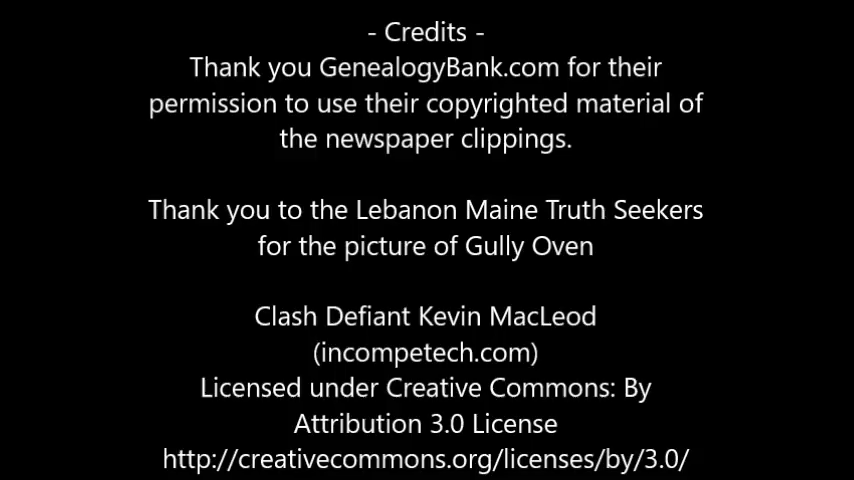 - Credits -
Thank you GenealogyBank.com for their
permission to use their copyrighted material of
the newspaper clippings.
Thank you to the Lebanon Maine Truth Seekers
for the picture of Gully Oven
Clash Defiant Kevin MacLeod
(incompetech.com)
Licensed under Creative Commons: By
Attribution 3.0 License
http://creativecommons.org/licenses/by/3.0/